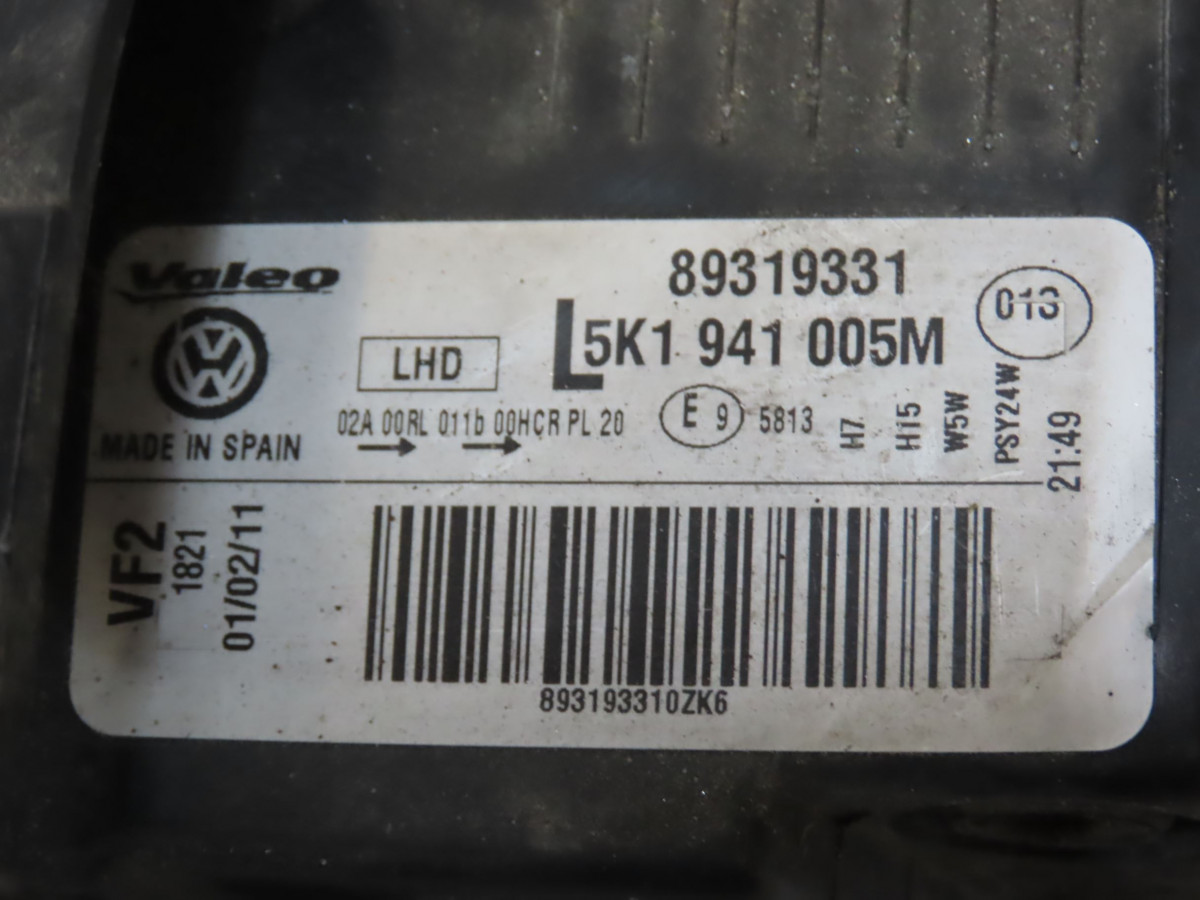 Valeo
89319331
013
LHD
L 5K1 941 005M
MADE IN SPAIN
02A 00RL 011b 00HCR PL 20
E 9 5813
H7
H15
W5W
PSY24W
21:49
VF2
1821
01/02/11
893193310ZK6